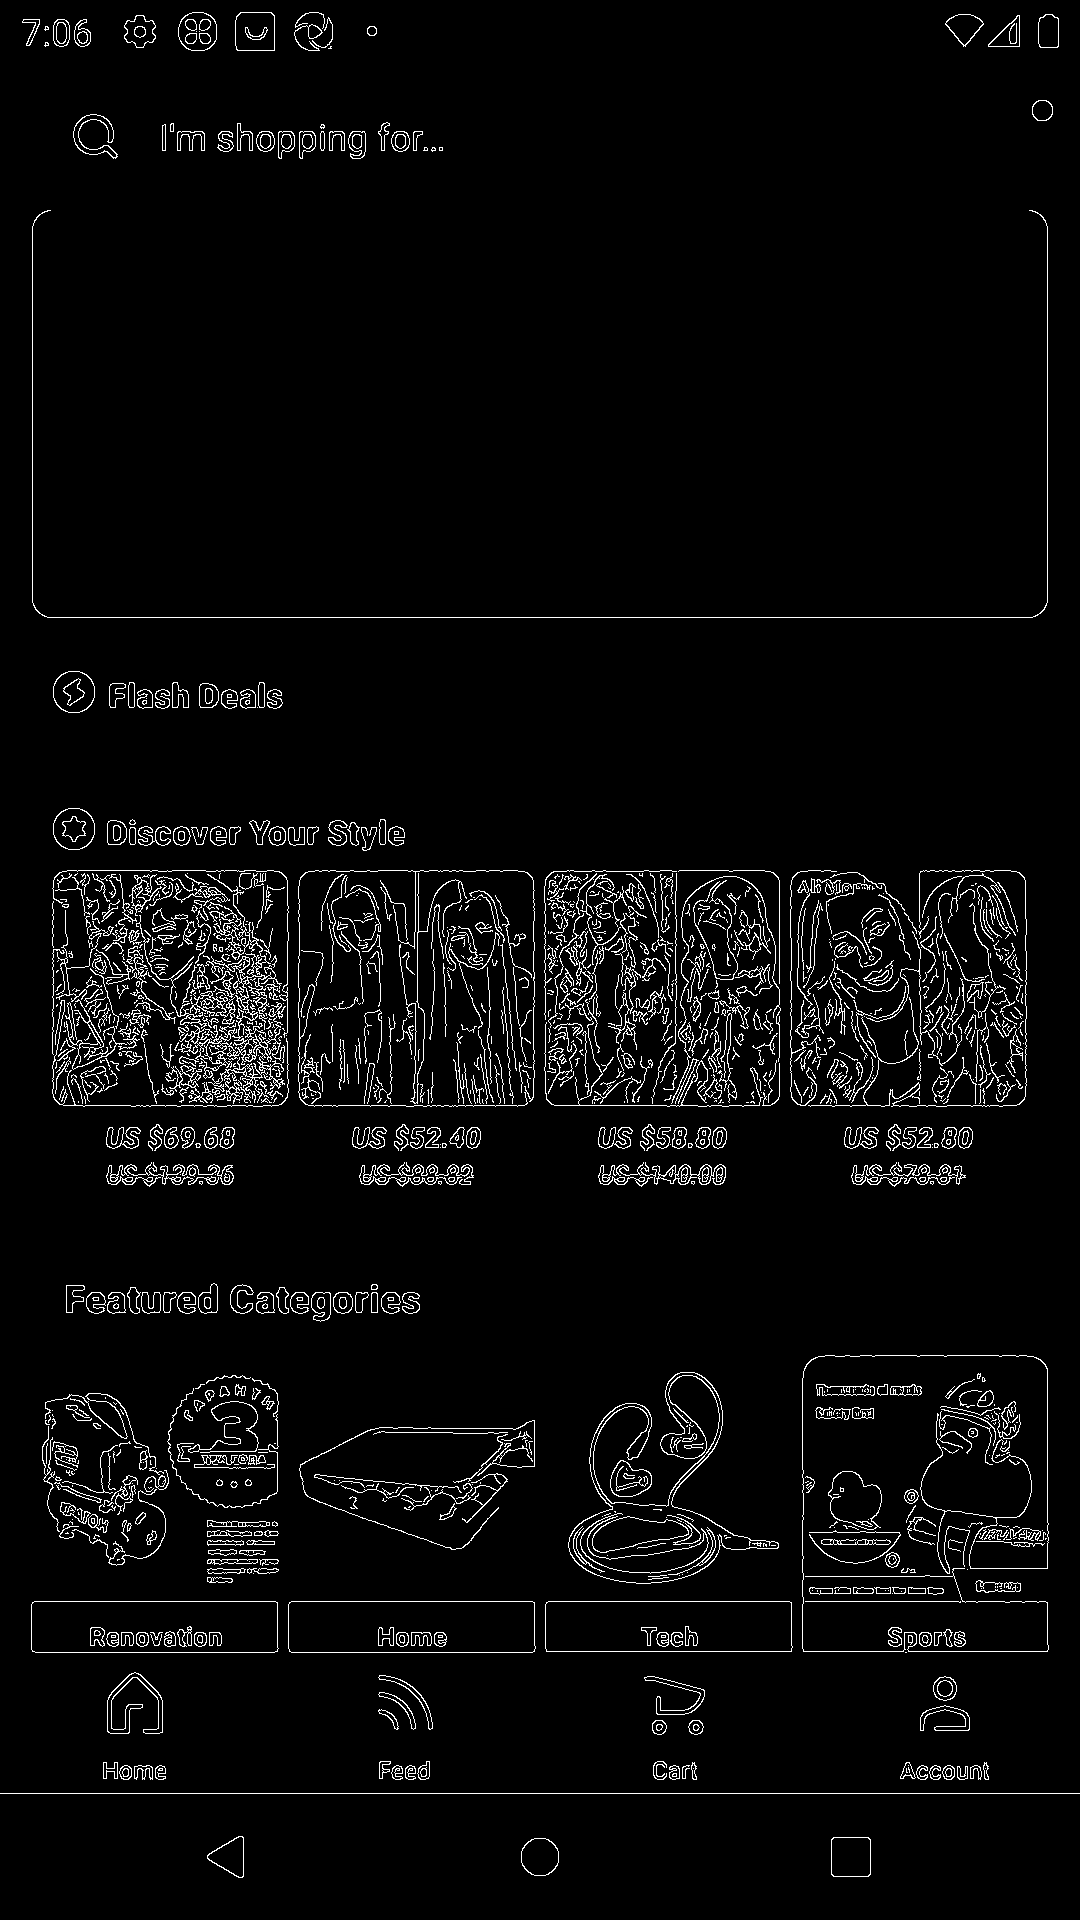 7:06
I'm shopping for...
Flash Deals
Discover Your Style
US $69.68
US $139.36
US $52.40
US $88.82
US $58.80
US $140.00
US $52.80
US $78.81
Featured Categories
3
Renovation
Home
Tech
Sports
Home
Feed
Cart
Account